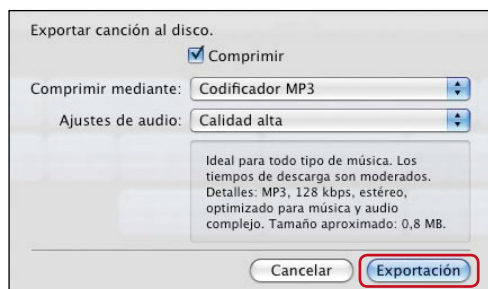 Exportar canción al disco.
Comprimir
Comprimir mediante: Codificador MP3
Ajustes de audio: Calidad alta
Ideal para todo tipo de música. Los
tiempos de descarga son moderados.
Detalles: MP3, 128 kbps, estéreo,
optimizado para música y audio
complejo. Tamaño aproximado: 0,8 MB.
Cancelar Exportación